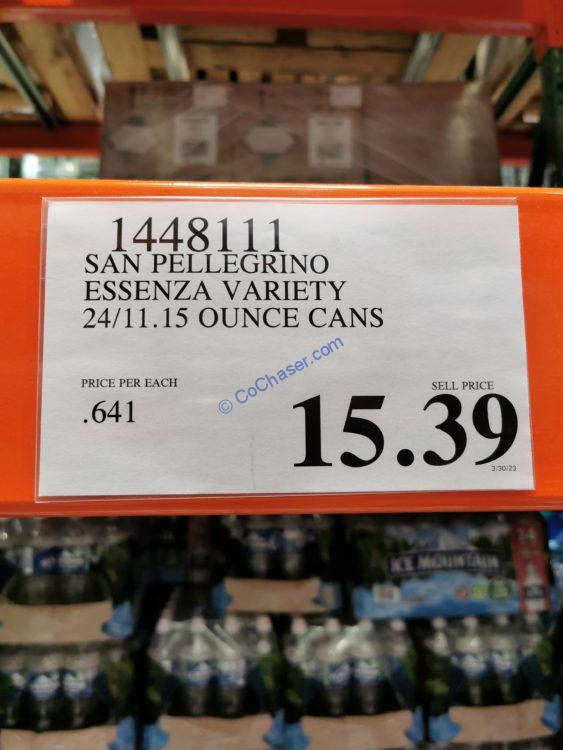 1448111
SAN PELLEGRINO
ESSENZA VARIETY
24/11.15 OUNCE CANS
PRICE PER EACH
.641
© CoChaser.com
SELL PRICE
15.39
3/30/23
ICE MOUNTAIN
24